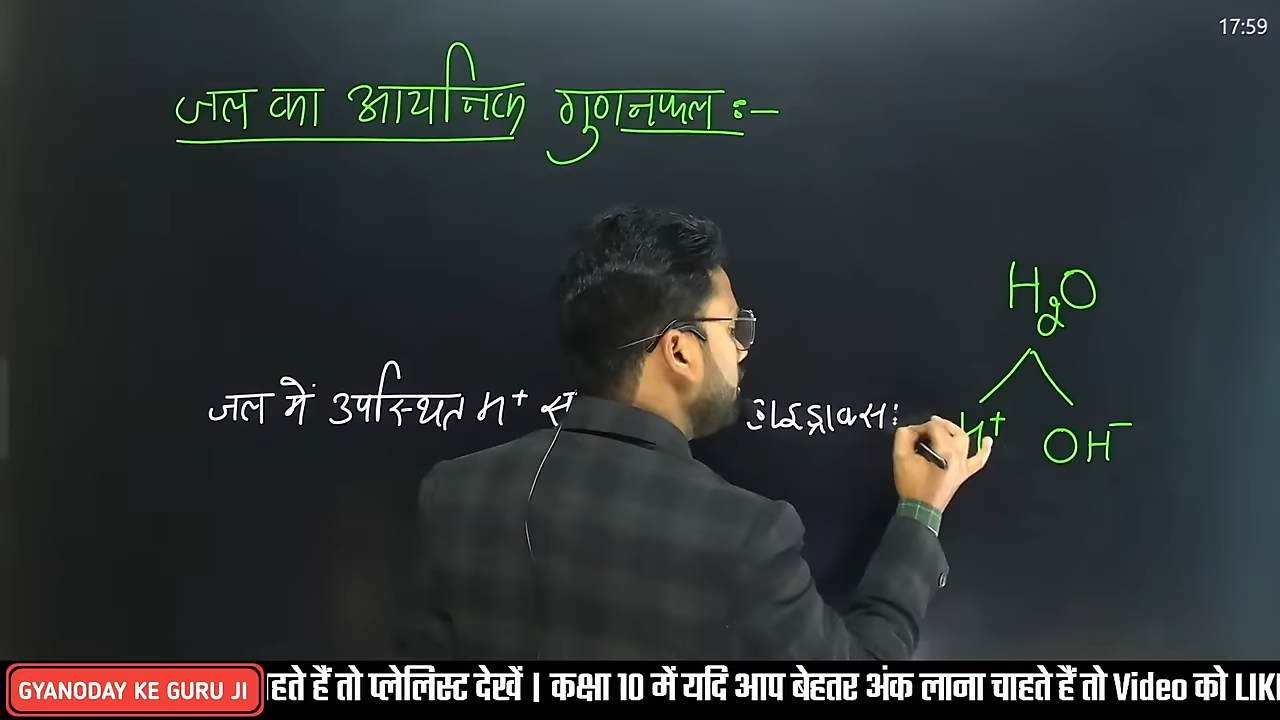 17:59
जल का आयनिक गुणनफल :-
H2O
जल में उपस्थित H+ हाइड्राक्स
H+ OH-
GYANODAY KE GURU JI
हते हैं तो प्लेलिस्ट देखें | कक्षा 10 में यदि आप बेहतर अंक लाना चाहते हैं तो Video को LIK